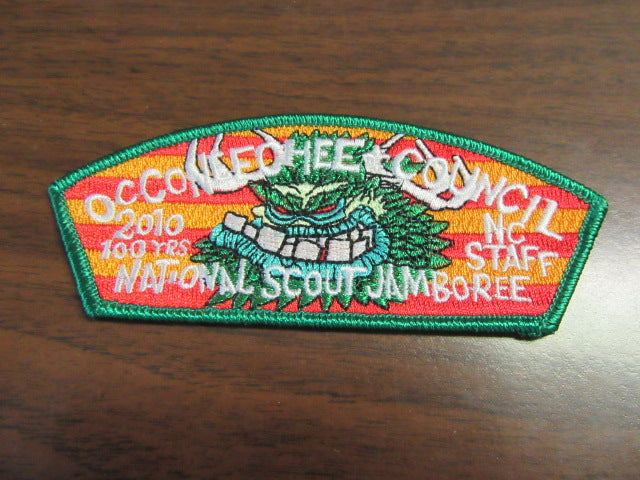 OCCONEECHEE COUNCIL
2010
100 YRS
NC
STAFF
NATIONAL SCOUT JAMBOREE